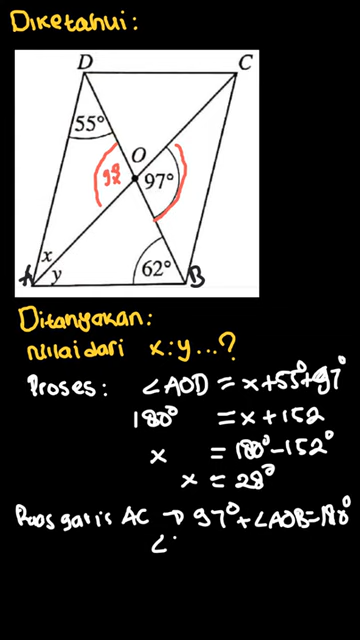 Diketahui:
D C
55°
O
97 97°
x
A y 62° B
Ditanyakan:
Nilai dari x:y...?
Proses: ∠AOD = x+55°+97°
180° = x+152
x = 180°-152°
x = 28°
Ruas garis AC → 97°+∠AOB=180°
∠